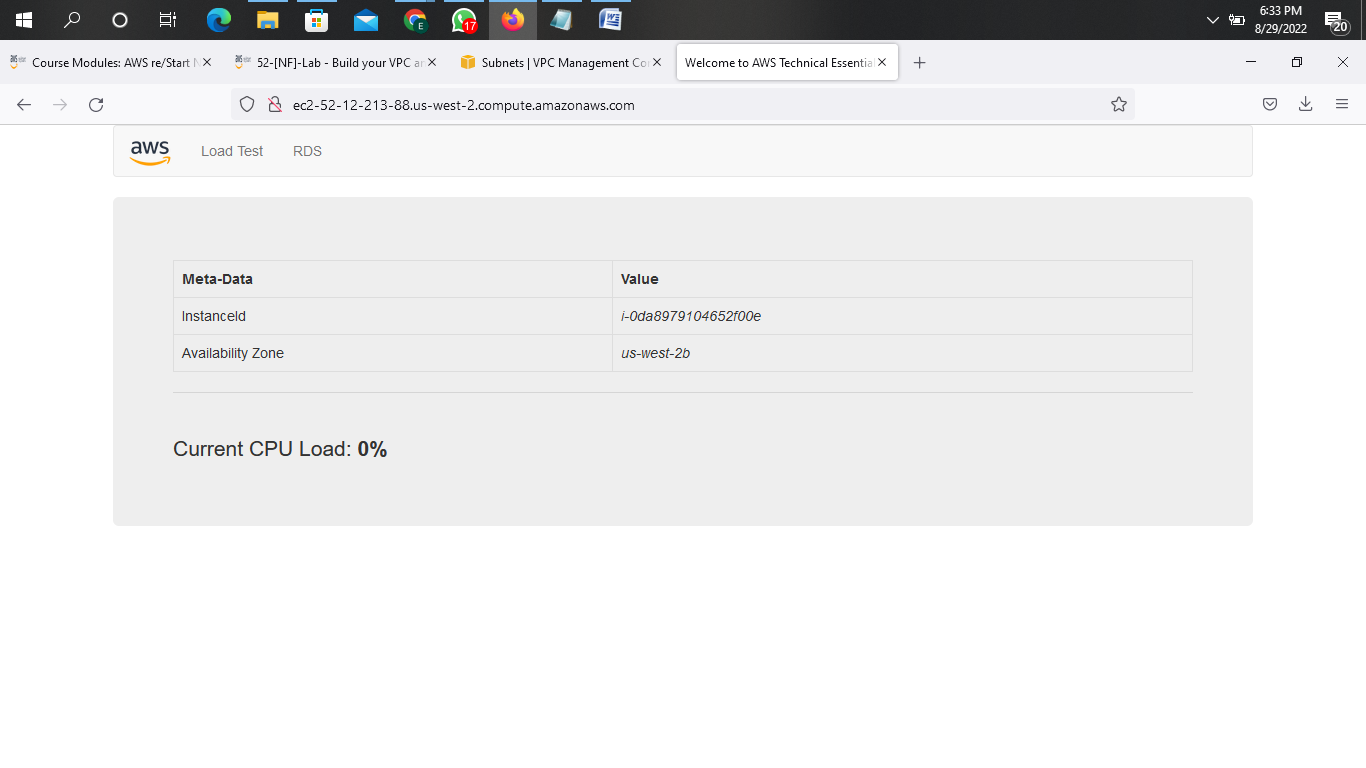 6:33 PM
17
E
8/29/2022
20
Course Modules: AWS re/Start
52-[NF]-Lab - Build your VPC
Subnets | VPC Management
Welcome to AWS Technical
ec2-52-12-213-88.us-west-2.compute.amazonaws.com
aws Load Test RDS
Meta-Data Value
InstanceId i-0da8979104652f00e
Availability Zone us-west-2b
Current CPU Load: 0%